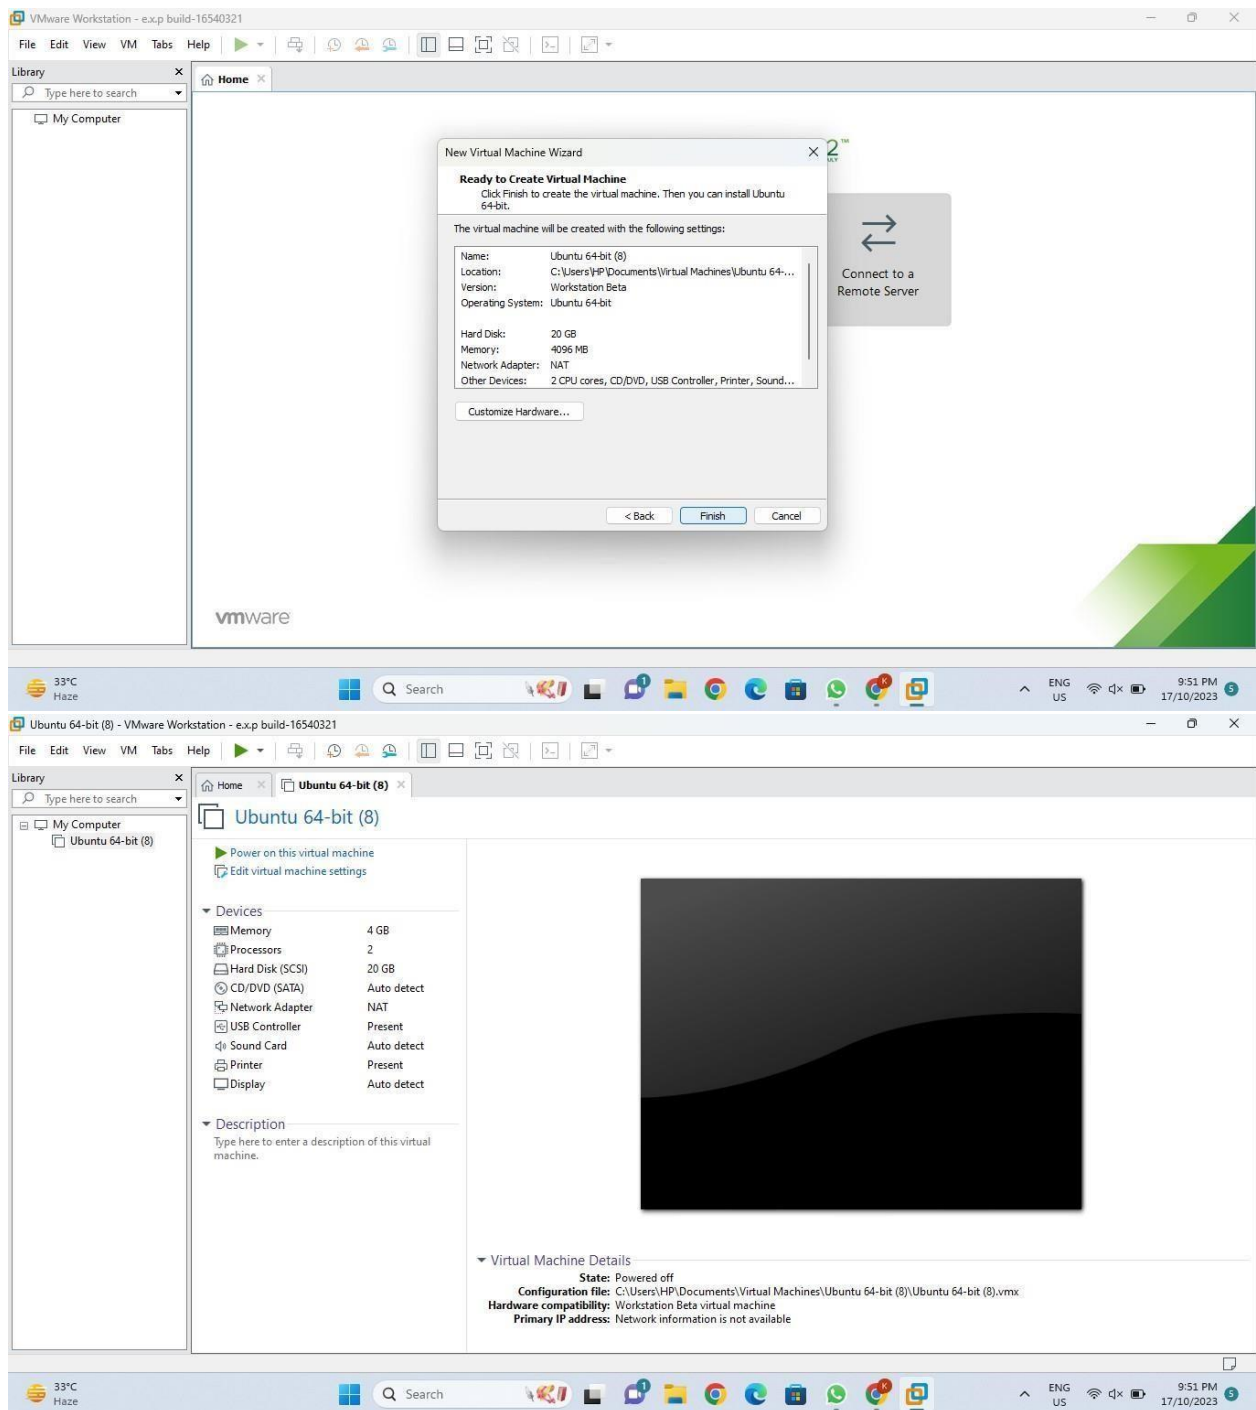 VMware Workstation - e.x.p build-16540321
File Edit View VM Tabs Help
Library
Type here to search
My Computer
Home
2™
New Virtual Machine Wizard
Ready to Create Virtual Machine
Click Finish to create the virtual machine. Then you can install Ubuntu
64-bit.
The virtual machine will be created with the following settings:
Name: Ubuntu 64-bit (8)
Location: C:\Users\HP\Documents\Virtual Machines\Ubuntu 64-...
Version: Workstation Beta
Operating System: Ubuntu 64-bit
Hard Disk: 20 GB
Memory: 4096 MB
Network Adapter: NAT
Other Devices: 2 CPU cores, CD/DVD, USB Controller, Printer, Sound...
Customize Hardware...
< Back Finish Cancel
Connect to a
Remote Server
vmware
33°C
Haze
Search
1
K
ENG
US
9:51 PM
17/10/2023
5
Ubuntu 64-bit (8) - VMware Workstation - e.x.p build-16540321
File Edit View VM Tabs Help
Library
Type here to search
My Computer
Ubuntu 64-bit (8)
Home Ubuntu 64-bit (8)
Ubuntu 64-bit (8)
Power on this virtual machine
Edit virtual machine settings
Devices
Memory 4 GB
Processors 2
Hard Disk (SCSI) 20 GB
CD/DVD (SATA) Auto detect
Network Adapter NAT
USB Controller Present
Sound Card Auto detect
Printer Present
Display Auto detect
Description
Type here to enter a description of this virtual
machine.
Virtual Machine Details
State: Powered off
Configuration file: C:\Users\HP\Documents\Virtual Machines\Ubuntu 64-bit (8)\Ubuntu 64-bit (8).vmx
Hardware compatibility: Workstation Beta virtual machine
Primary IP address: Network information is not available
33°C
Haze
Search
1
K
ENG
US
9:51 PM
17/10/2023
5